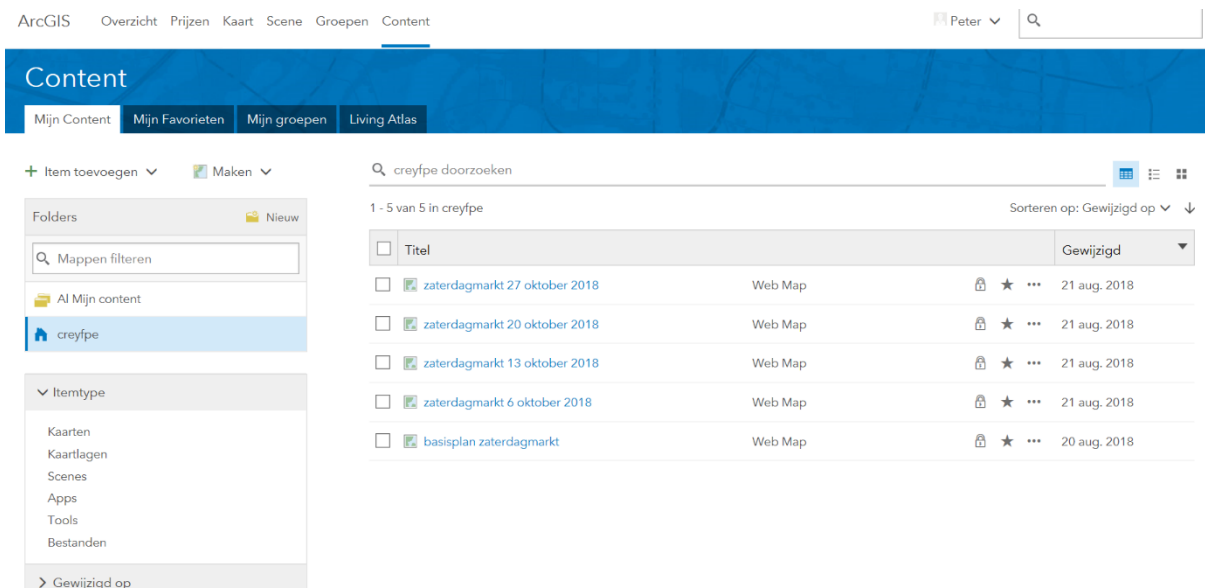 ArcGIS Overzicht Prijzen Kaart Scene Groepen Content Peter
Content
Mijn Content Mijn Favorieten Mijn groepen Living Atlas
+ Item toevoegen Maken
creyfpe doorzoeken
Folders Nieuw
1 - 5 van 5 in creyfpe Sorteren op: Gewijzigd op
Mappen filteren
Titel Gewijzigd
Al Mijn content
creyfpe
zaterdagmarkt 27 oktober 2018 Web Map 21 aug. 2018
zaterdagmarkt 20 oktober 2018 Web Map 21 aug. 2018
zaterdagmarkt 13 oktober 2018 Web Map 21 aug. 2018
zaterdagmarkt 6 oktober 2018 Web Map 21 aug. 2018
basisplan zaterdagmarkt Web Map 20 aug. 2018
Itemtype
Kaarten
Kaartlagen
Scenes
Apps
Tools
Bestanden
Gewijzigd op